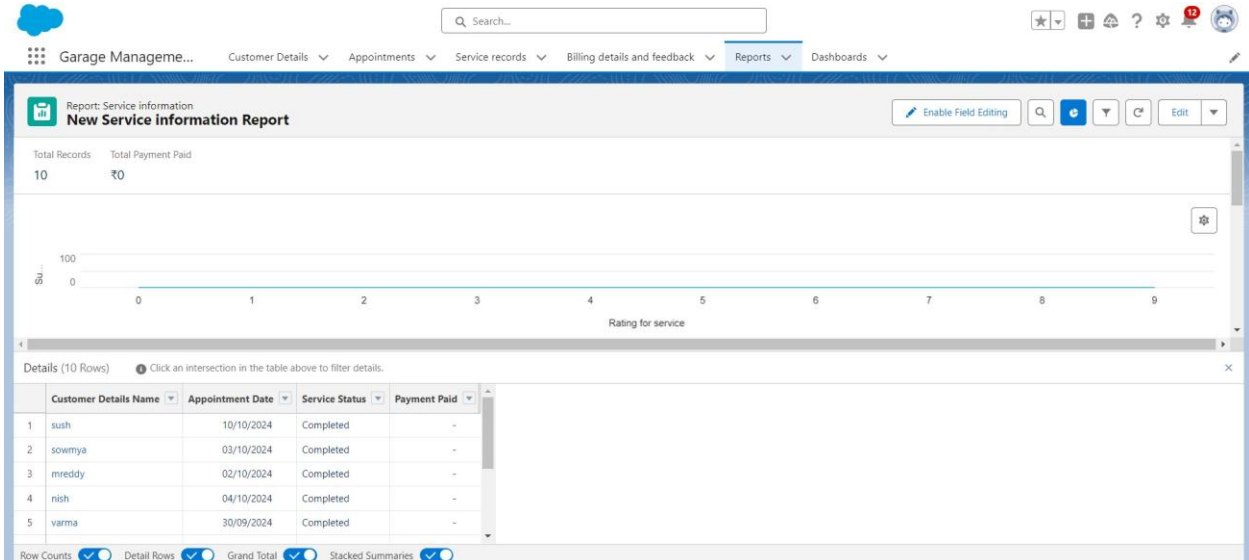 Search...
12
Garage Manageme... Customer Details Appointments Service records Billing details and feedback Reports Dashboards
Report: Service information
New Service information Report
Enable Field Editing Edit
Total Records Total Payment Paid
10 ₹0
Su...
100
0
0 1 2 3 4 5 6 7 8 9
Rating for service
Details (10 Rows) Click an intersection in the table above to filter details.
Customer Details Name Appointment Date Service Status Payment Paid
1 sush 10/10/2024 Completed -
2 sowmya 03/10/2024 Completed -
3 mreddy 02/10/2024 Completed -
4 nish 04/10/2024 Completed -
5 varma 30/09/2024 Completed -
Row Counts Detail Rows Grand Total Stacked Summaries